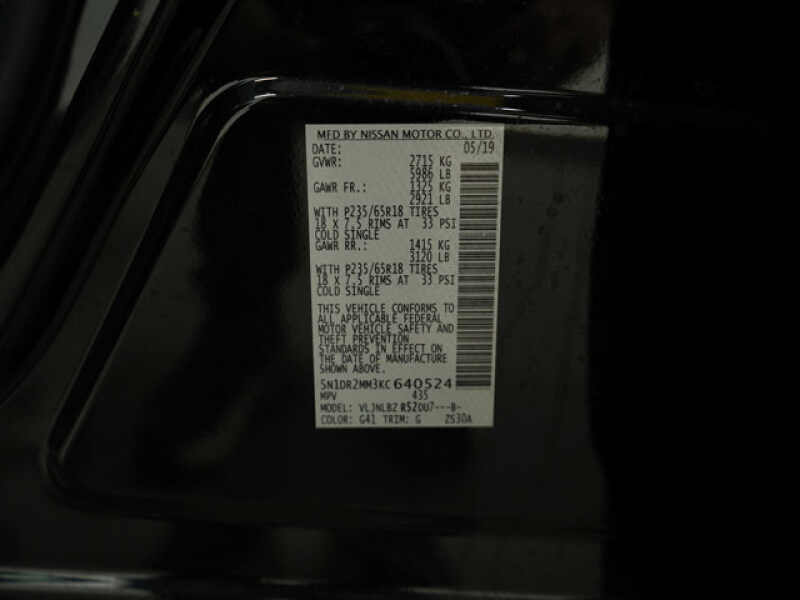 MFD BY NISSAN MOTOR CO., LTD.
DATE: 05/19
GVWR: 2715 KG
5986 LB
GAWR FR.: 1325 KG
2921 LB
WITH P235/65R18 TIRES
18 X 7.5 RIMS AT 33 PSI
COLD SINGLE
GAWR RR.: 1415 KG
3120 LB
WITH P235/65R18 TIRES
18 X 7.5 RIMS AT 33 PSI
COLD SINGLE
THIS VEHICLE CONFORMS TO
ALL APPLICABLE FEDERAL
MOTOR VEHICLE SAFETY AND
THEFT PREVENTION
STANDARDS IN EFFECT ON
THE DATE OF MANUFACTURE
SHOWN ABOVE.
5N1DR2MM3KC640524
MPV 435
MODEL: VLJNLBZ R52DU7---B-
COLOR: G41 TRIM: G ZS30A